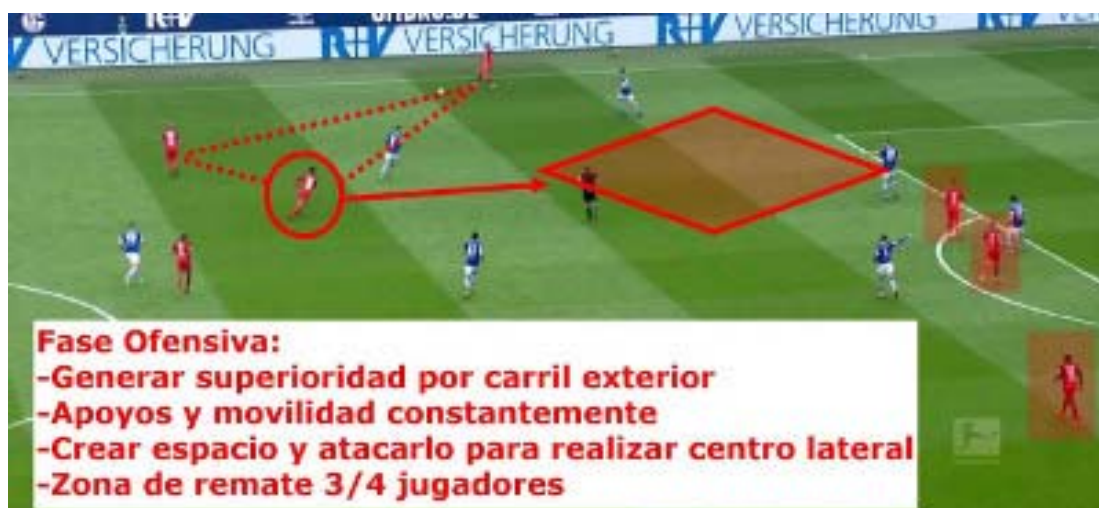 R+V
VERSICHERUNG R+V VERSICHERUNG R+V VERSICHERUNG R+V
Fase Ofensiva:
-Generar superioridad por carril exterior
-Apoyos y movilidad constantemente
-Crear espacio y atacarlo para realizar centro lateral
-Zona de remate 3/4 jugadores